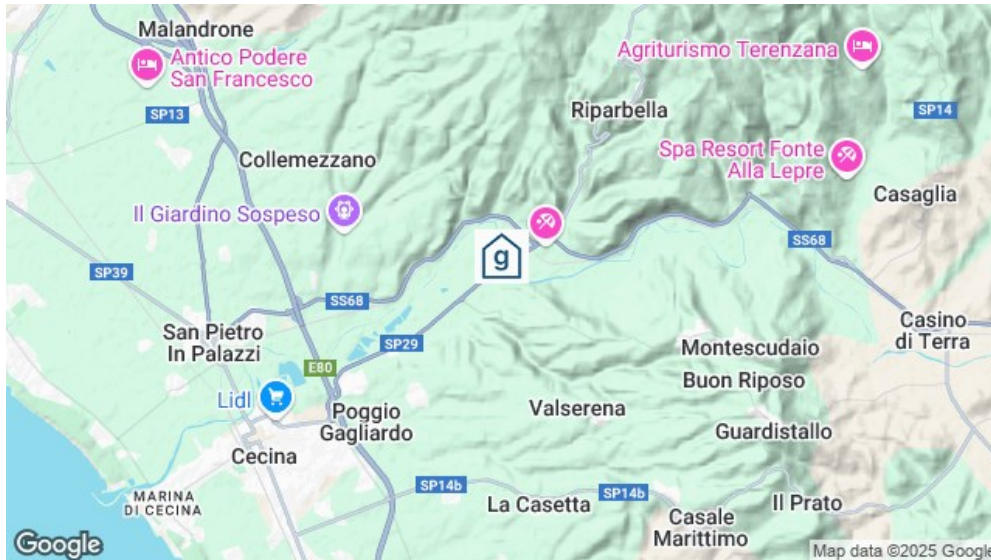 Malandrone
Antico Podere
San Francesco
Agriturismo Terenzana
SP13
Riparbella
SP14
Collemezzano
Spa Resort Fonte
Alla Lepre
Casaglia
Il Giardino Sospeso
SS68
g
SP39
SS68
San Pietro
In Palazzi
SP29
Casino
di Terra
Montescudaio
E80
Buon Riposo
Lidl
Poggio
Gagliardo
Valserena
Guardistallo
Cecina
SP14b
MARINA
DI CECINA
La Casetta
SP14b
Il Prato
Casale
Marittimo
Google
Map data ©2025 Google